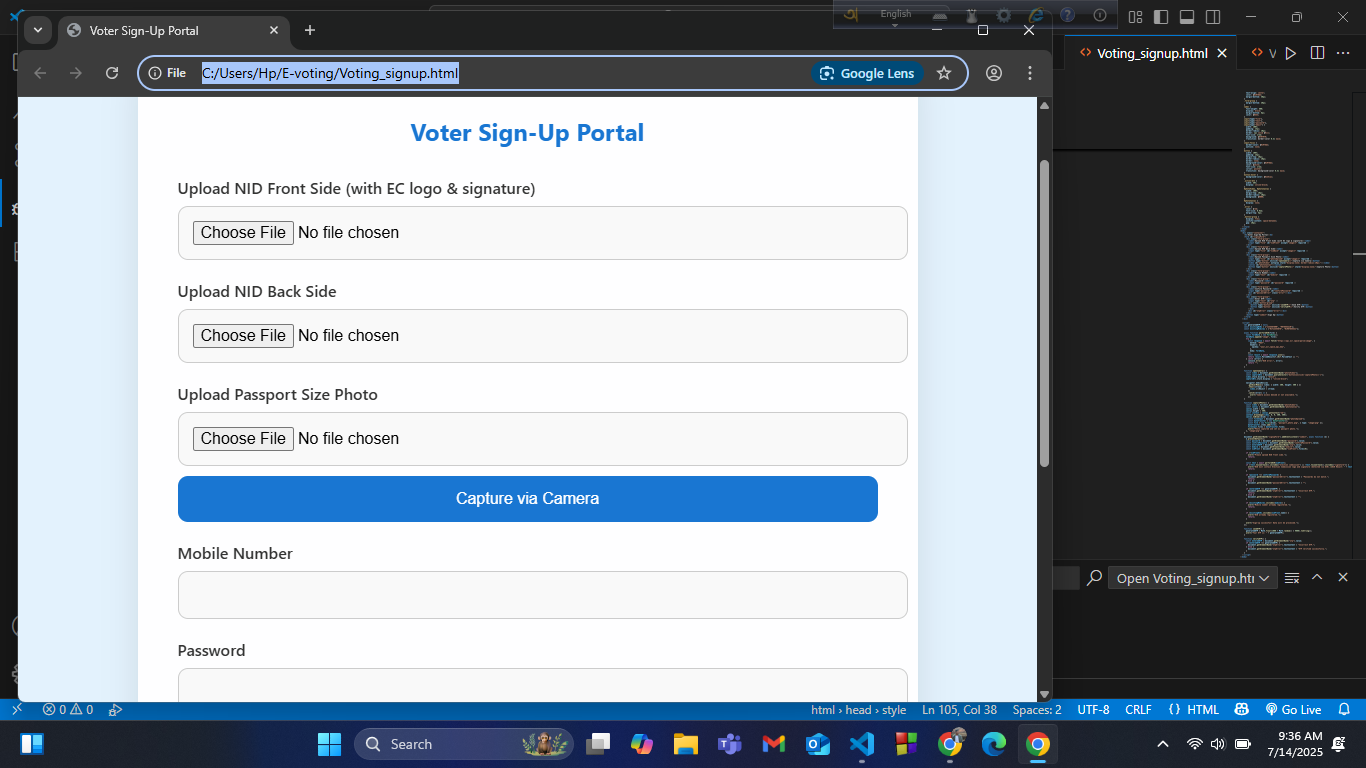 English
Voter Sign-Up Portal
Voting_signup.html
File
C:/Users/Hp/E-voting/Voting_signup.html
Google Lens
Voter Sign-Up Portal
Upload NID Front Side (with EC logo & signature)
Choose File No file chosen
Upload NID Back Side
Choose File No file chosen
Upload Passport Size Photo
Choose File No file chosen
Capture via Camera
Mobile Number
Password
Open Voting_signup.ht
0 0
html › head › style
Ln 105, Col 38
Spaces: 2
UTF-8
CRLF
{} HTML
Go Live
Search
9:36 AM
7/14/2025